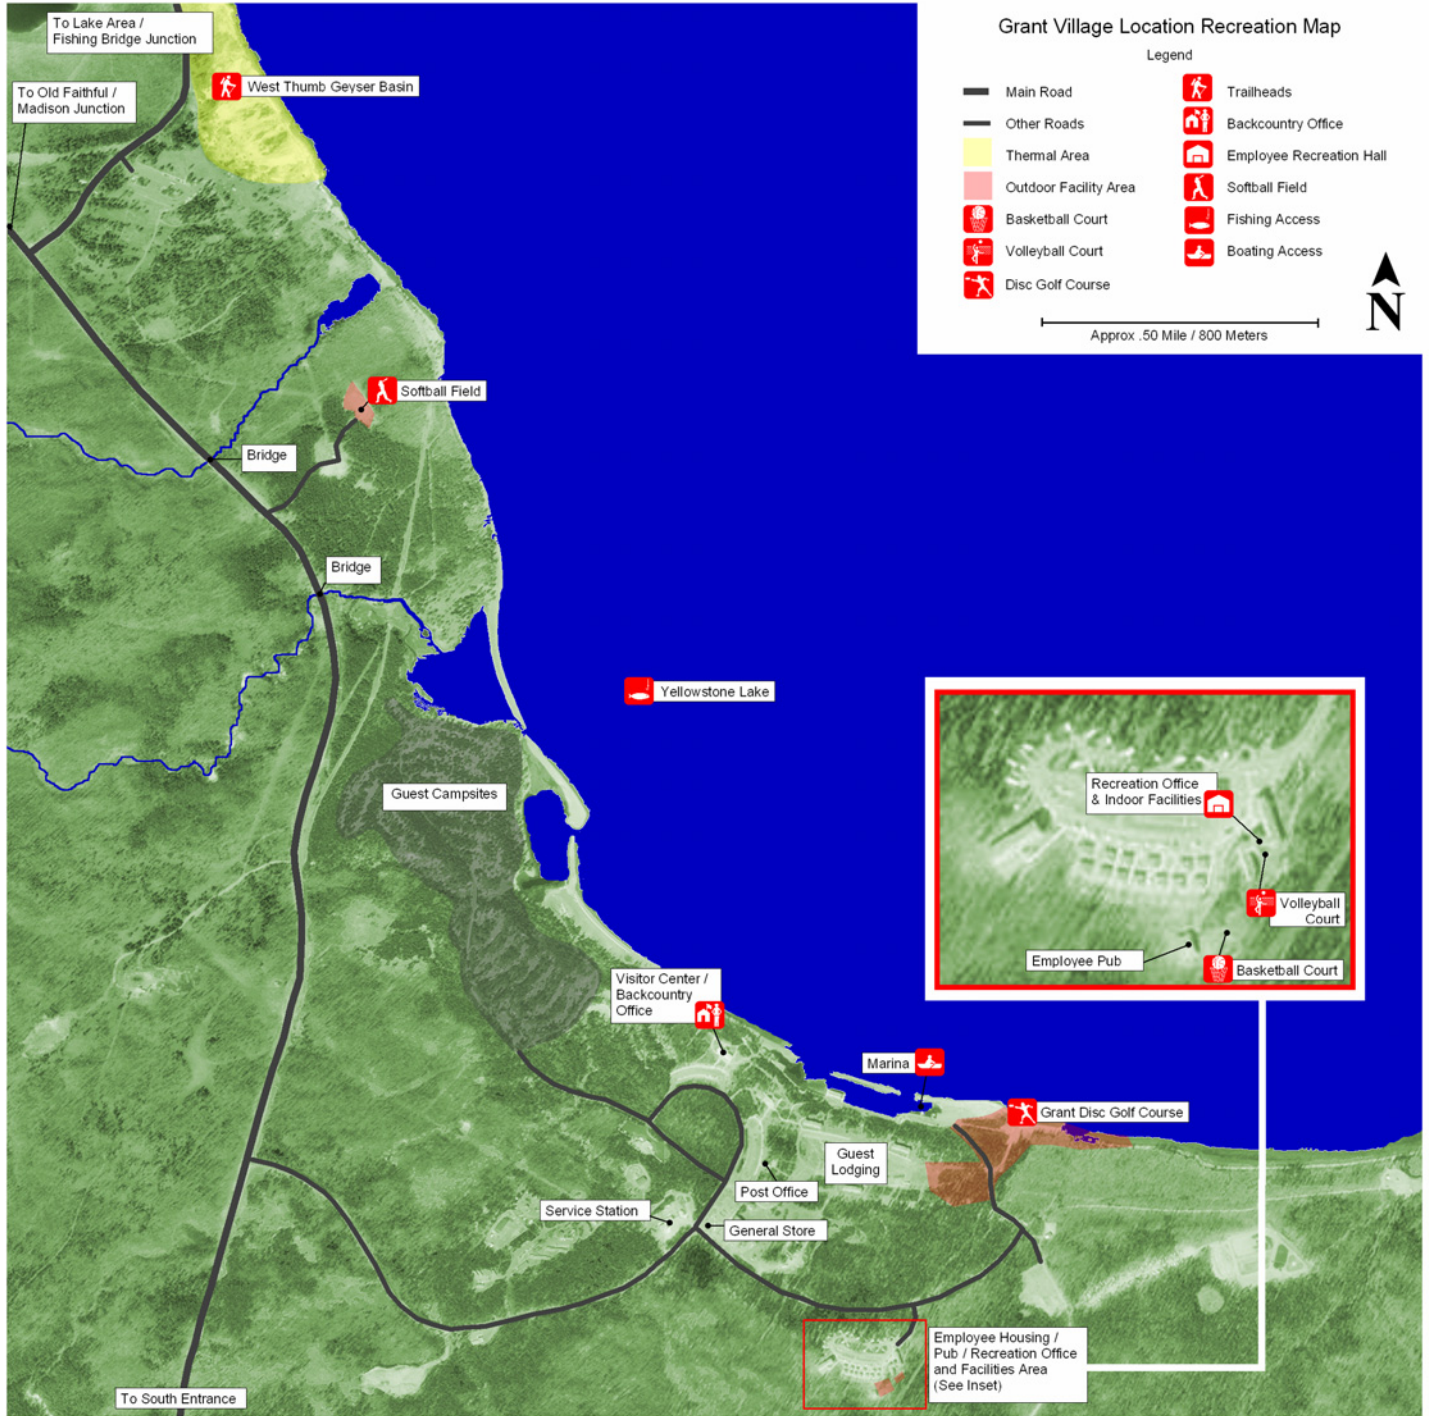 Grant Village Location Recreation Map
Legend
Main Road
Other Roads
Thermal Area
Outdoor Facility Area
Basketball Court
Volleyball Court
Disc Golf Course
Trailheads
Backcountry Office
Employee Recreation Hall
Softball Field
Fishing Access
Boating Access
N
Approx .50 Mile / 800 Meters
To Lake Area /
Fishing Bridge Junction
To Old Faithful /
Madison Junction
West Thumb Geyser Basin
Softball Field
Bridge
Bridge
Yellowstone Lake
Guest Campsites
Recreation Office
& Indoor Facilities
Volleyball
Court
Employee Pub
Basketball Court
Visitor Center /
Backcountry
Office
Marina
Grant Disc Golf Course
Guest
Lodging
Post Office
Service Station
General Store
Employee Housing /
Pub / Recreation Office
and Facilities Area
(See Inset)
To South Entrance